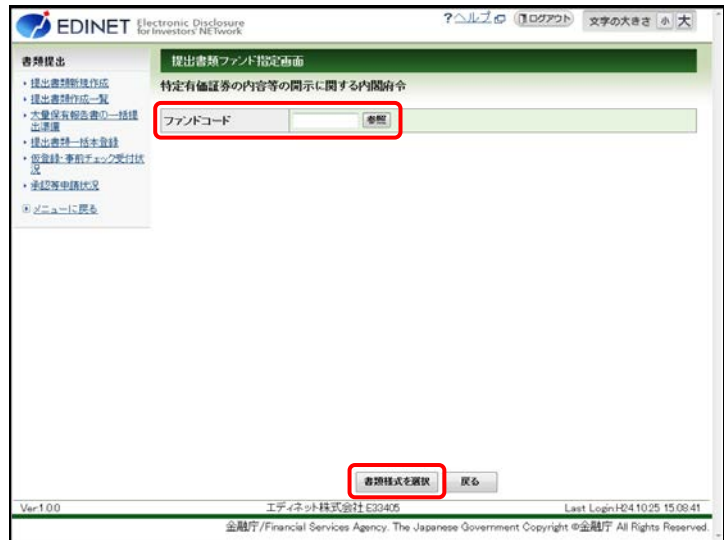 EDINET Electronic Disclosure for Investors' NETwork
?ヘルプ ログアウト 文字の大きさ 小 大
書類提出
・提出書類新規作成
・提出書類作成一覧
・大量保有報告書の一括提
出準備
・提出書類一括本登録
・仮登録・事前チェック受付状
況
・承認等申請状況
メニューに戻る
提出書類ファンド指定画面
特定有価証券の内容等の開示に関する内閣府令
ファンドコード 参照
書類様式を選択 戻る
Ver1.00 エディネット株式会社 E33405 Last Login:H24.10.25 15:08:41
金融庁/Financial Services Agency. The Japanese Government Copyright ©金融庁 All Rights Reserved.